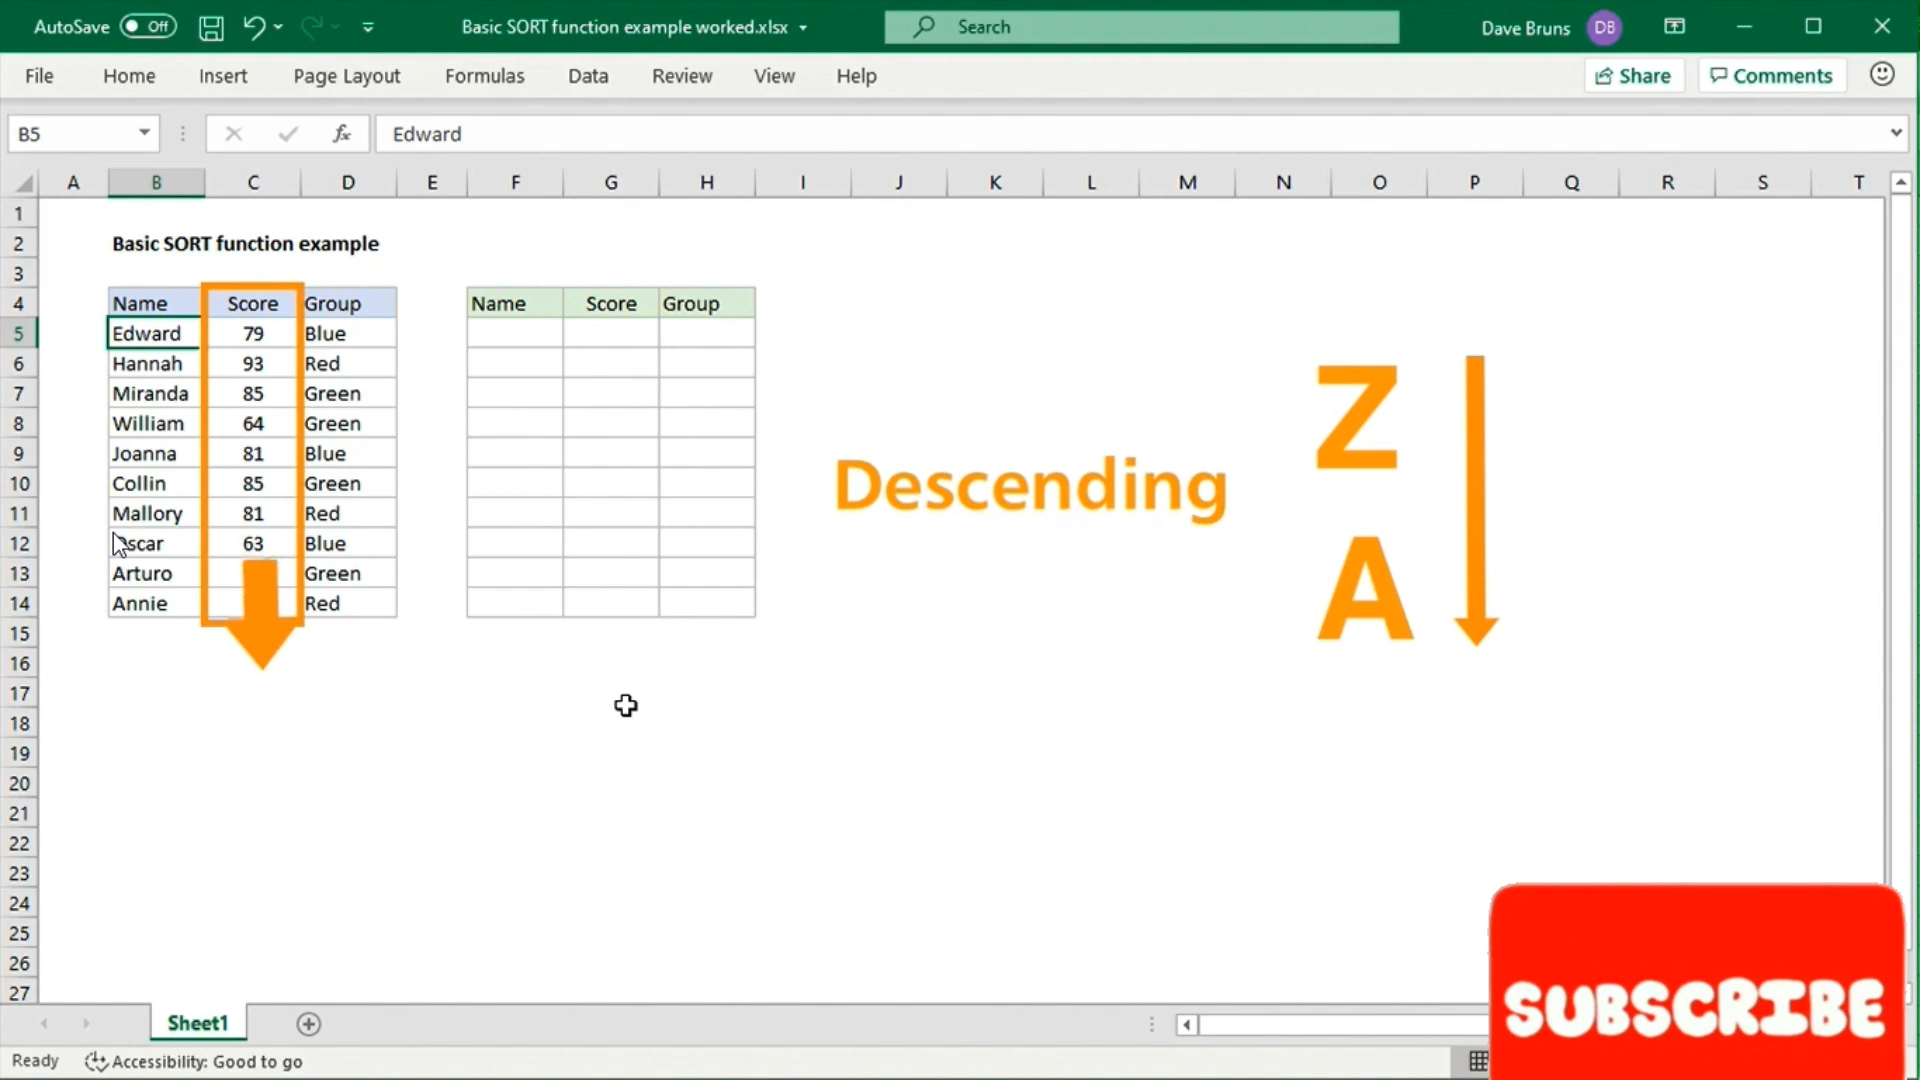 AutoSave Off Basic SORT function example worked.xlsx Search Dave Bruns DB
File Home Insert Page Layout Formulas Data Review View Help Share Comments
B5 fx Edward
A B C D E F G H I J K L M N O P Q R S T
1
2 Basic SORT function example
3
4 Name Score Group Name Score Group
5 Edward 79 Blue
6 Hannah 93 Red
7 Miranda 85 Green
8 William 64 Green
9 Joanna 81 Blue
10 Collin 85 Green
11 Mallory 81 Red
12 63 Blue
13 Arturo Green
14 Annie Red
15
16
17
18
19
20
21
22
23
24
25
26
27
Descending
Z
A
Sheet1
Ready Accessibility: Good to go
SUBSCRIBE